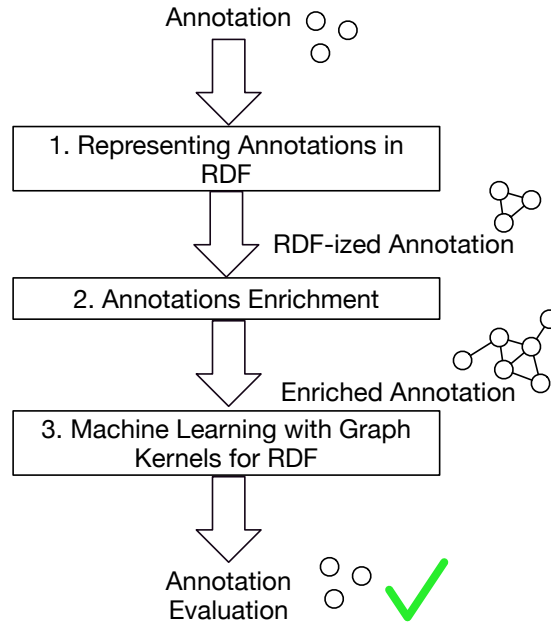 Annotation
1. Representing Annotations in
RDF
RDF-ized Annotation
2. Annotations Enrichment
Enriched Annotation
3. Machine Learning with Graph
Kernels for RDF
Annotation
Evaluation